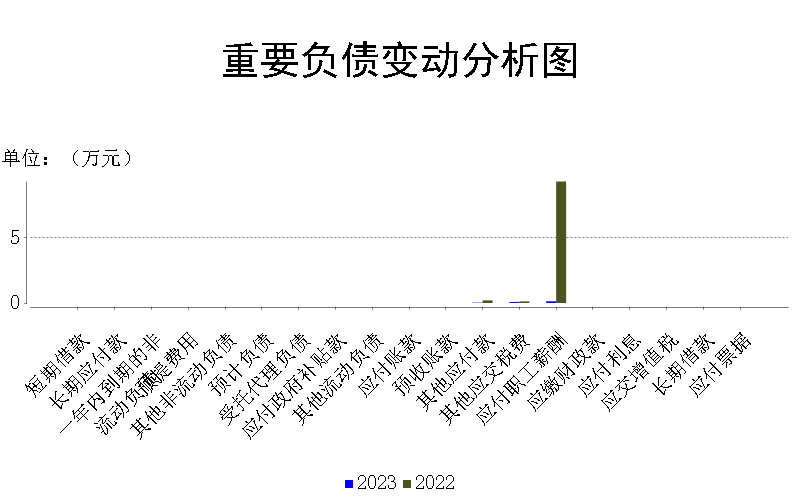 重要负债变动分析图
单位：（万元）
5
0
短期借款
长期应付款
一年内到期的非
流动负债
预提费用
其他非流动负债
预计负债
受托代理负债
应付政府补贴款
其他流动负债
应付账款
预收账款
其他应付款
其他应交税费
应付职工薪酬
应缴财政款
应付利息
应交增值税
长期借款
应付票据
2023
2022